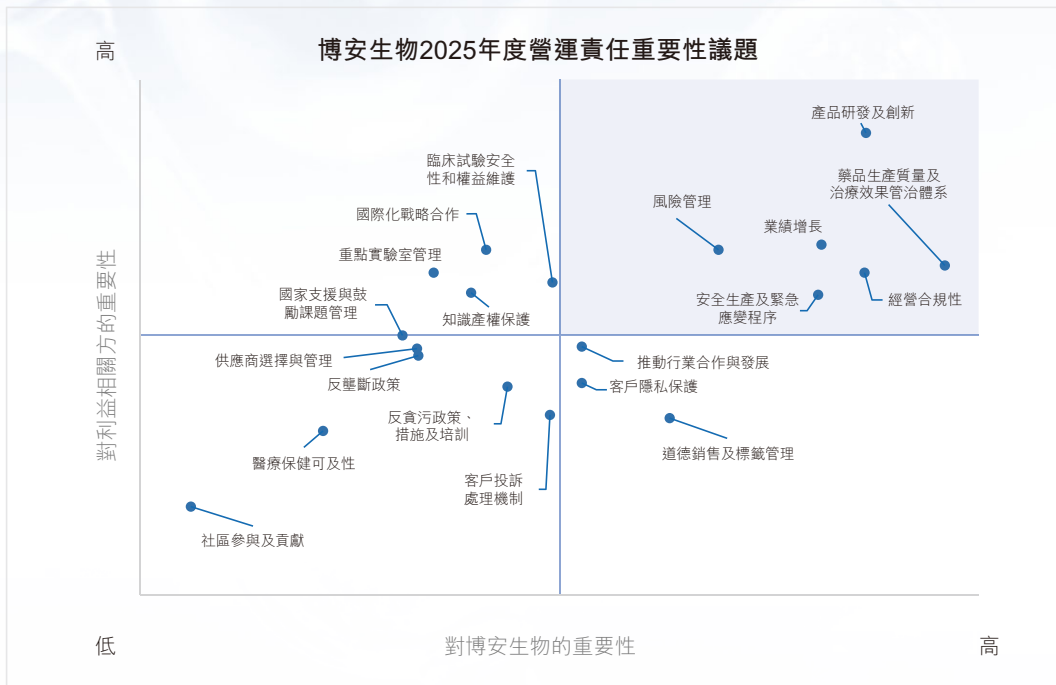 高
博安生物2025年度營運責任重要性議題
產品研發及創新
臨床試驗安全
性和權益維護
藥品生產質量及
治療效果管治體系
風險管理
國際化戰略合作
業績增長
重點實驗室管理
國家支援與鼓
勵課題管理
知識產權保護
安全生產及緊急
應變程序
經營合規性
供應商選擇與管理
推動行業合作與發展
反壟斷政策
客戶隱私保護
反貪污政策、
措施及培訓
道德銷售及標籤管理
醫療保健可及性
客戶投訴
處理機制
社區參與及貢獻
對利益相關方的重要性
低
對博安生物的重要性
高